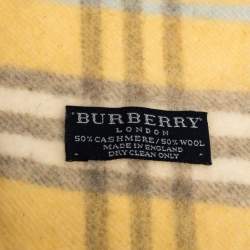 BURBERRY
LONDON
50% CASHMERE/50% WOOL
MADE IN ENGLAND
DRY CLEAN ONLY